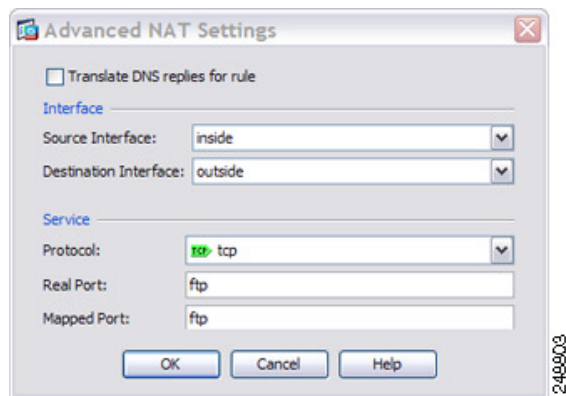 Advanced NAT Settings
Translate DNS replies for rule
Interface
Source Interface: inside
Destination Interface: outside
Service
Protocol: TCP tcp
Real Port: ftp
Mapped Port: ftp
OK Cancel Help
248803